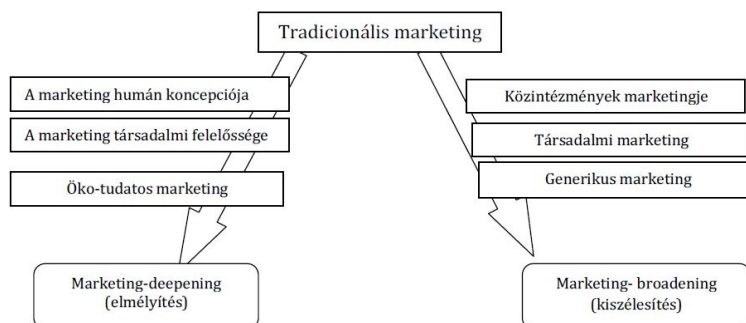 Tradicionális marketing
A marketing humán koncepciója
A marketing társadalmi felelőssége
Öko-tudatos marketing
Közintézmények marketingje
Társadalmi marketing
Generikus marketing
Marketing-deepening
(elmélyítés)
Marketing- broadening
(kiszélesítés)